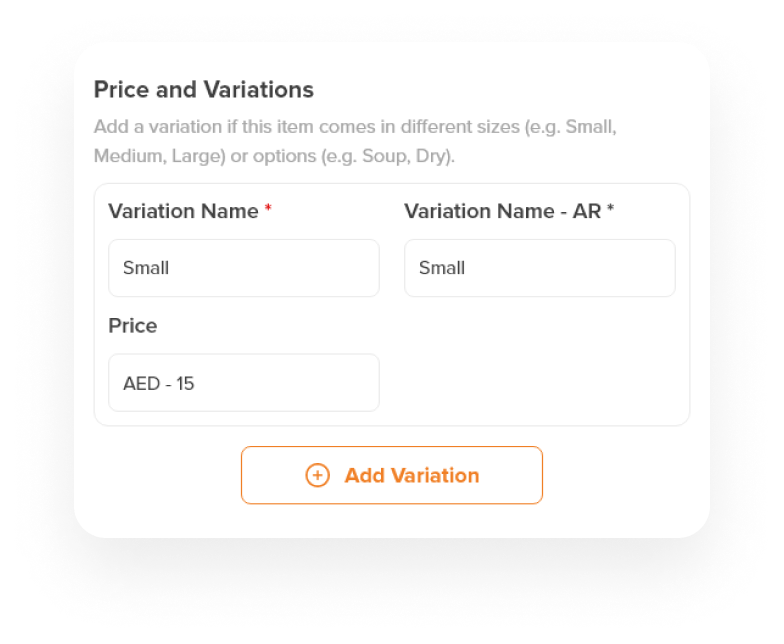 Price and Variations
Add a variation if this item comes in different sizes (e.g. Small,
Medium, Large) or options (e.g. Soup, Dry).
Variation Name *
Variation Name - AR *
Small
Small
Price
AED - 15
Add Variation